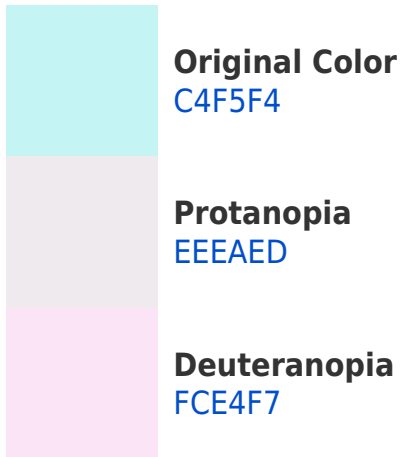 Original Color
C4F5F4
Protanopia
EEEAED
Deuteranopia
FCE4F7